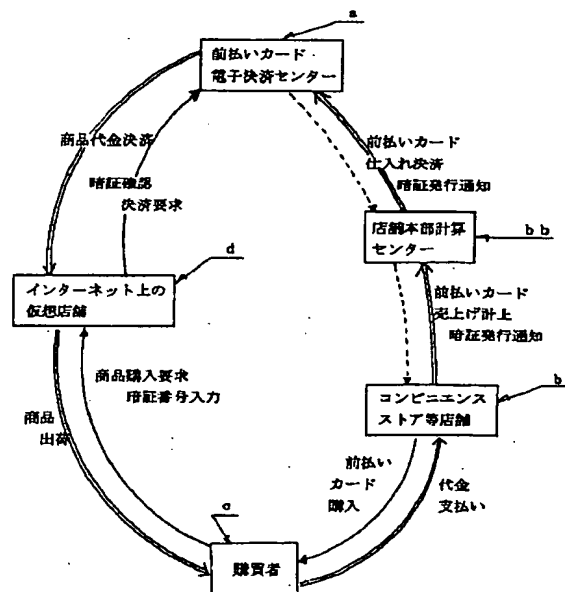 a
前払いカード
電子決済センター
商品代金決済
暗証確認
決済要求
前払いカード
仕入れ決済
暗証発行通知
店舗本部計算
センター
bb
d
インターネット上の
仮想店舗
前払いカード
売上げ計上
暗証発行通知
商品購入要求
暗証番号入力
b
コンビニエンス
ストア等店舗
商品
出荷
前払い
カード
購入
代金
支払い
c
購買者